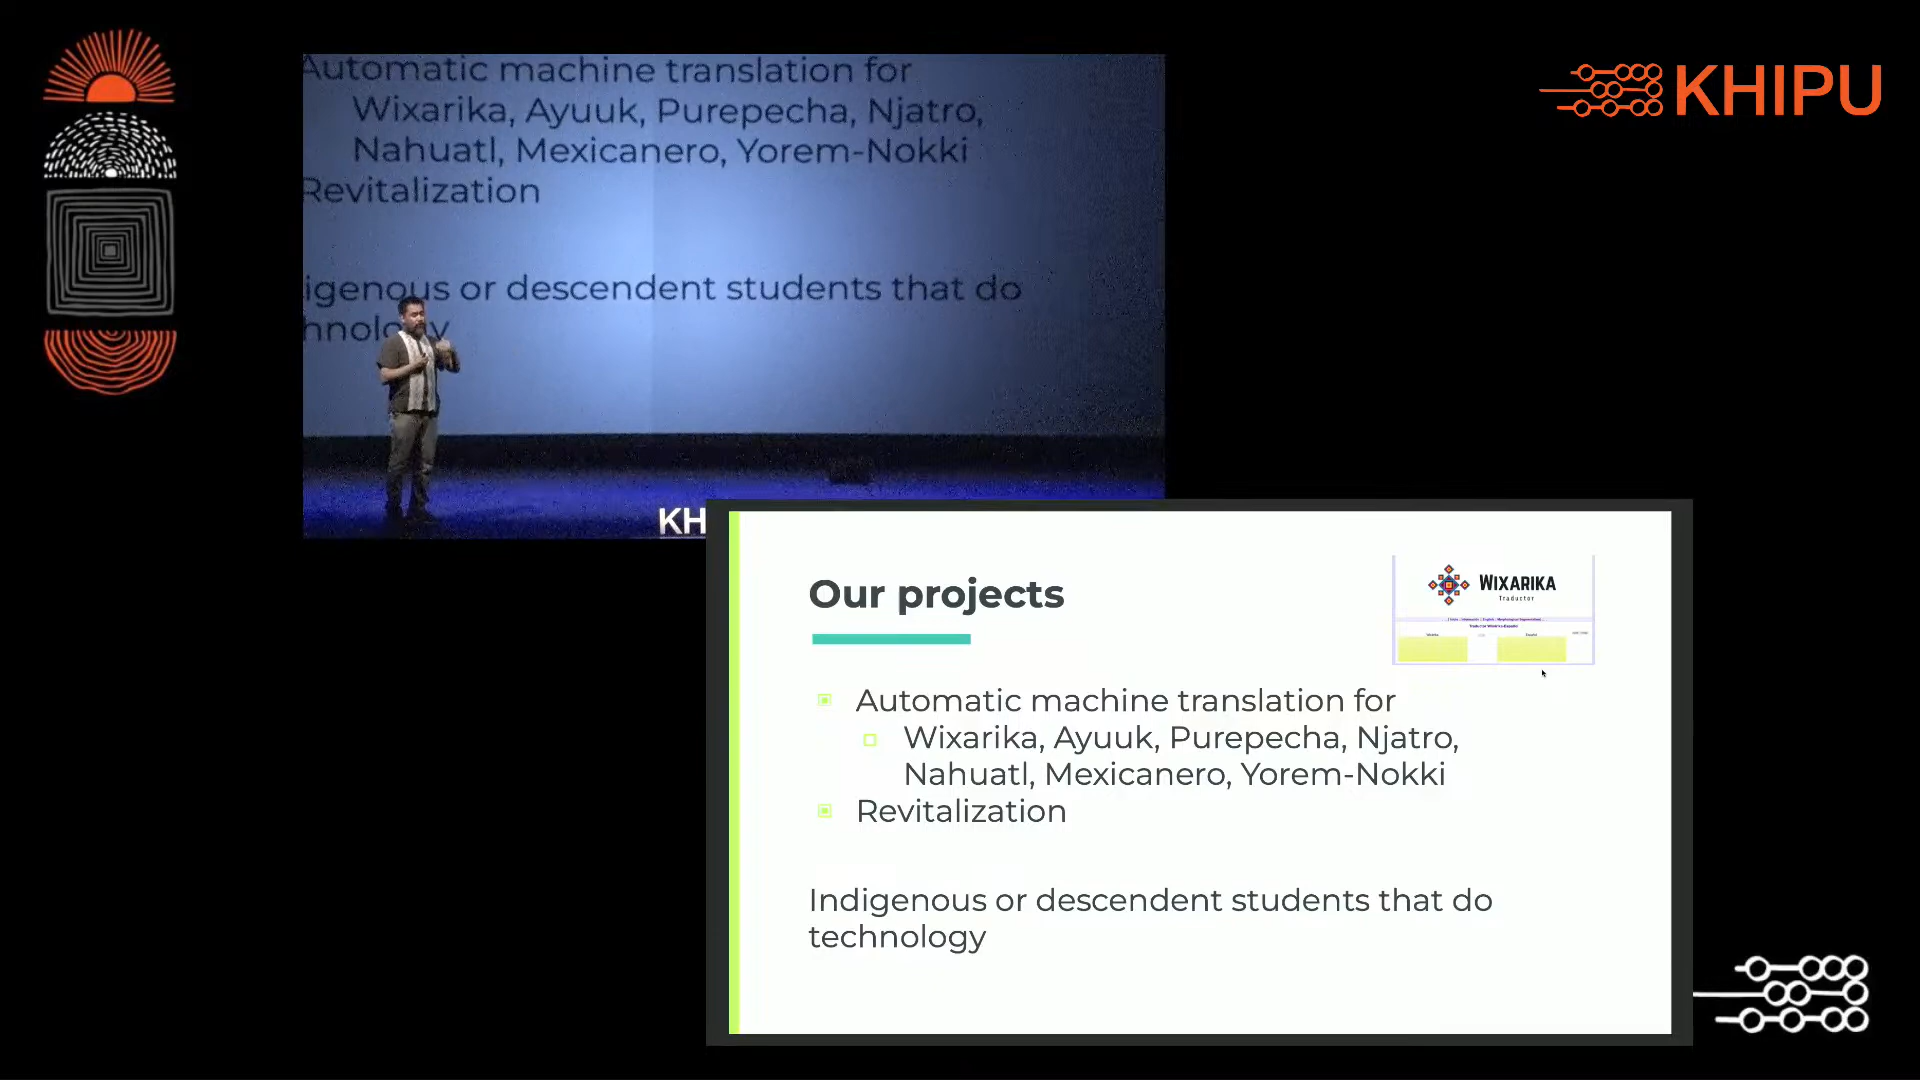 Automatic machine translation for
Wixarika, Ayuuk, Purepecha, Njatro,
Nahuatl, Mexicanero, Yorem-Nokki
Revitalization
igenous or descendent students that do
hnology
KH
KHIPU
Our projects
WIXARIKA
Traductor
Automatic machine translation for
Wixarika, Ayuuk, Purepecha, Njatro,
Nahuatl, Mexicanero, Yorem-Nokki
Revitalization
Indigenous or descendent students that do
technology